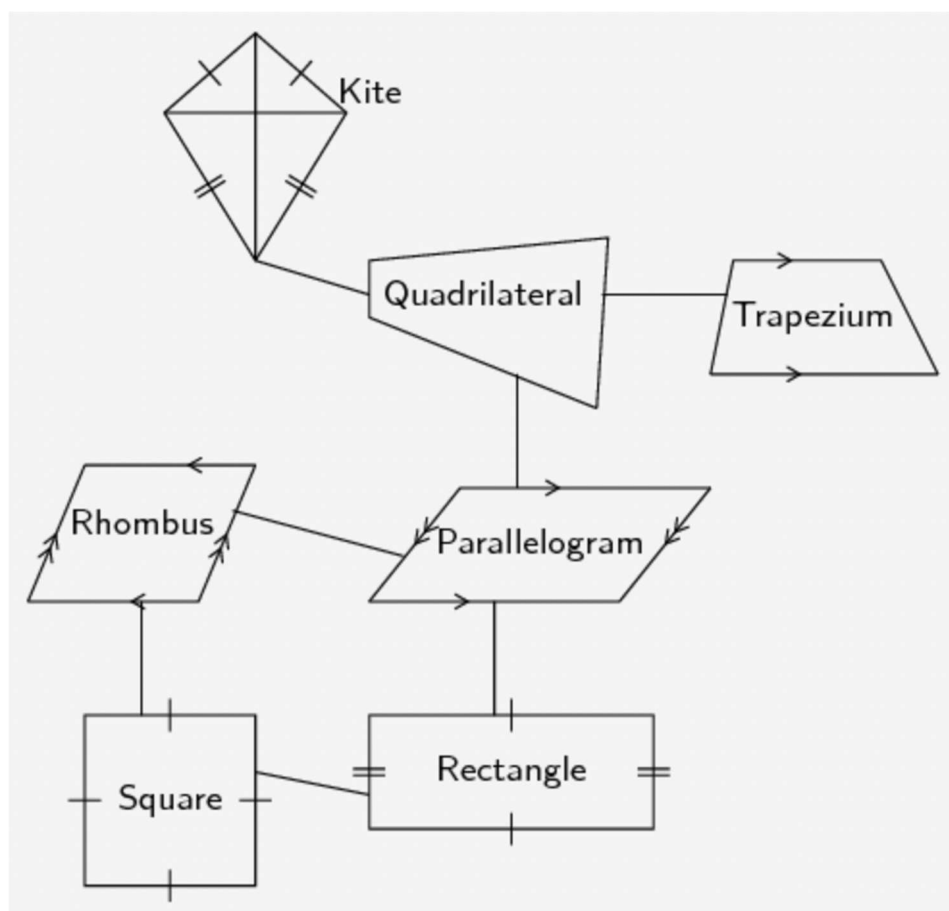 Kite
Quadrilateral
Trapezium
Rhombus
Parallelogram
Rectangle
Square